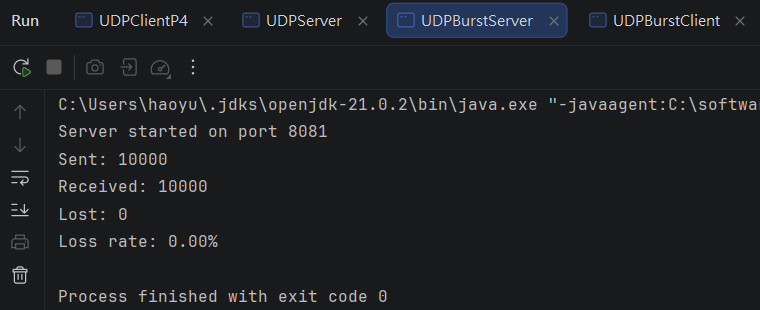 Run UDPClientP4 UDPServer UDPBurstServer UDPBurstClient
C:\Users\haoyu\.jdks\openjdk-21.0.2\bin\java.exe "-javaagent:C:\softwa
Server started on port 8081
Sent: 10000
Received: 10000
Lost: 0
Loss rate: 0.00%
Process finished with exit code 0